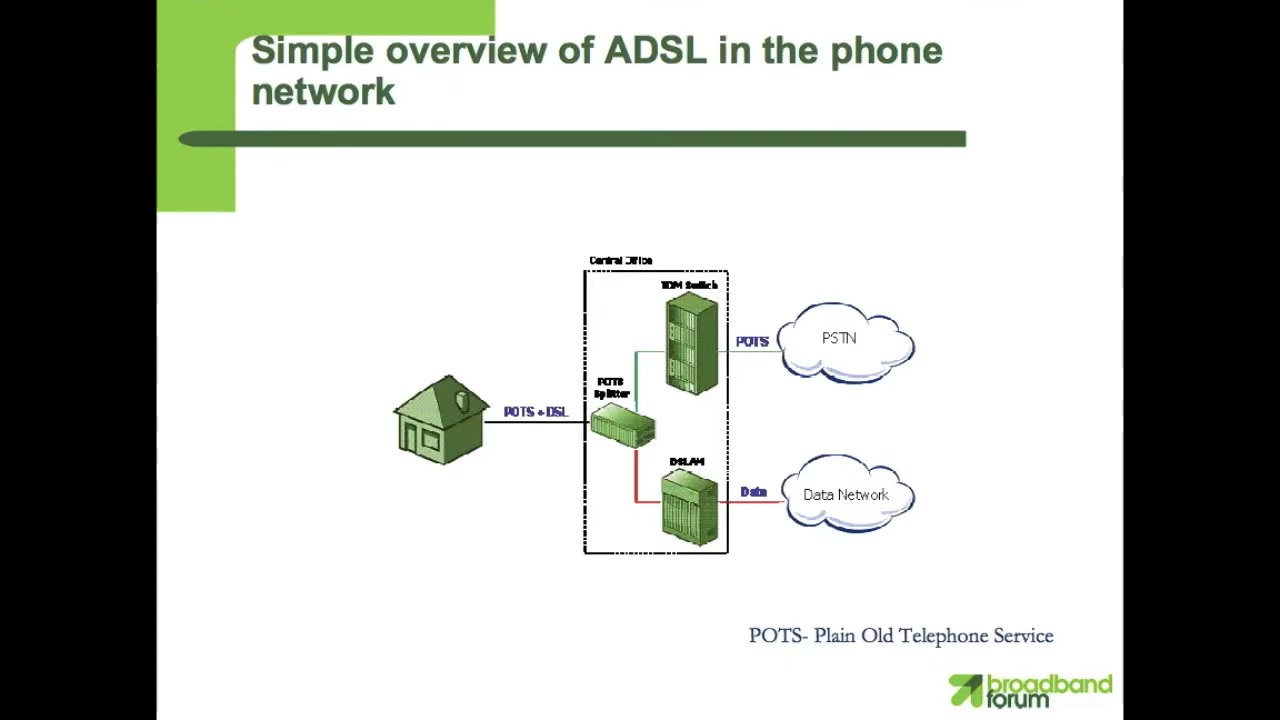 Simple overview of ADSL in the phone
network
Central Office
TDM Switch
POTS
PSTN
POTS
Splitter
POTS + DSL
DSLAM
Data
Data Network
POTS- Plain Old Telephone Service
broadband
forum